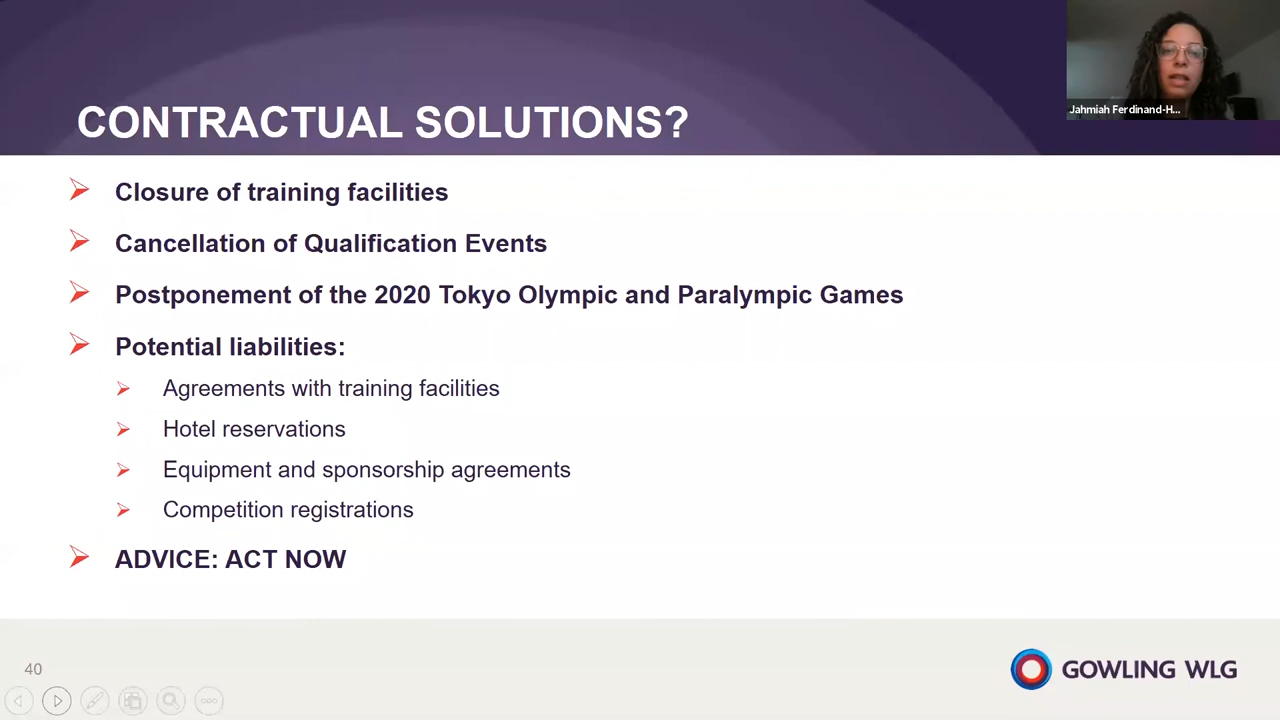 Jahmiah Ferdinand-H...
CONTRACTUAL SOLUTIONS?
Closure of training facilities
Cancellation of Qualification Events
Postponement of the 2020 Tokyo Olympic and Paralympic Games
Potential liabilities:
Agreements with training facilities
Hotel reservations
Equipment and sponsorship agreements
Competition registrations
ADVICE: ACT NOW
40
GOWLING WLG